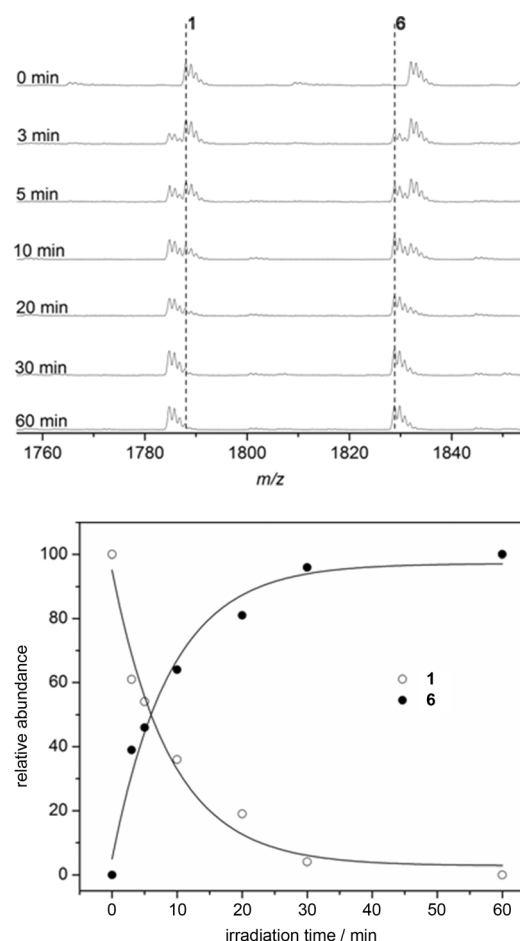 1 6
0 min
3 min
5 min
10 min
20 min
30 min
60 min
1760 1780 1800 1820 1840
m/z
100
80
60
40
20
0
relative abundance
1
6
0 10 20 30 40 50 60
irradiation time / min